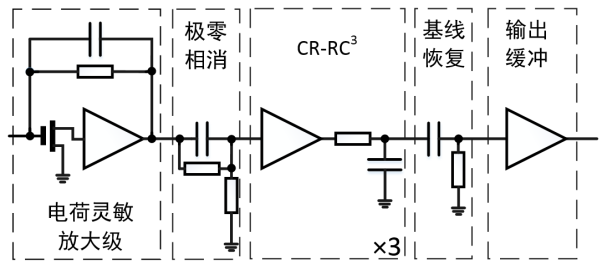 极零
相消
CR-RC³
基线
恢复
输出
缓冲
电荷灵敏
放大级
×3